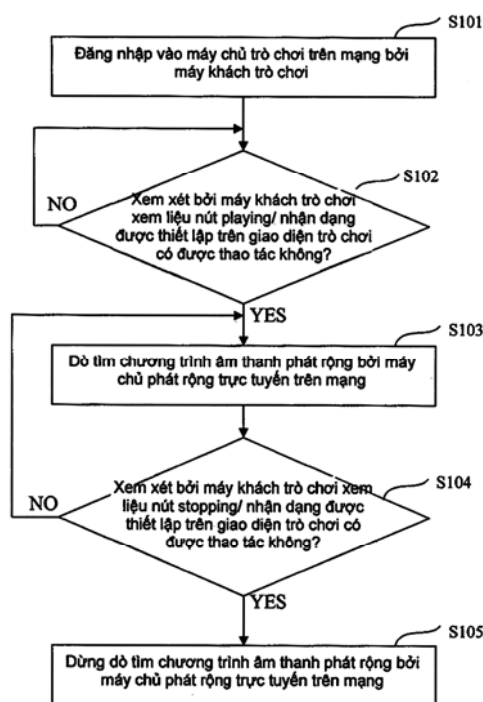 S101
Đăng nhập vào máy chủ trò chơi trên mạng bởi
máy khách trò chơi
S102
NO
Xem xét bởi máy khách trò chơi
xem liệu nút playing/ nhận dạng
được thiết lập trên giao diện trò chơi
có được thao tác không?
YES
S103
Dò tìm chương trình âm thanh phát rộng bởi máy
chủ phát rộng trực tuyến trên mạng
S104
NO
Xem xét bởi máy khách trò chơi xem
liệu nút stopping/ nhận dạng được
thiết lập trên giao diện trò chơi có
được thao tác không?
YES
S105
Dừng dò tìm chương trình âm thanh phát rộng bởi
máy chủ phát rộng trực tuyến trên mạng